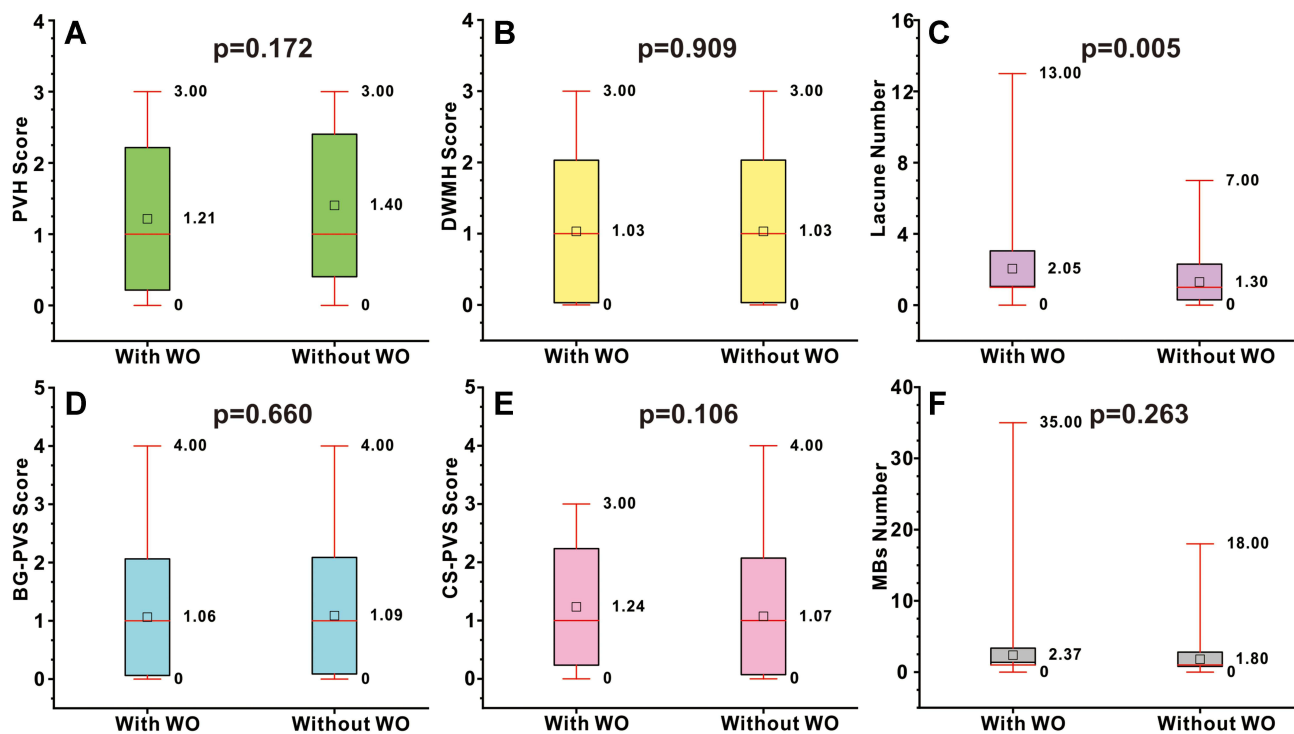 A
p=0.172
PVH Score
4
3
2
1
0
3.00
1.21
0
3.00
1.40
0
With WO
Without WO
B
p=0.909
DWMH Score
4
3
2
1
0
3.00
1.03
0
3.00
1.03
0
With WO
Without WO
C
p=0.005
Lacune Number
16
12
8
4
0
13.00
2.05
0
7.00
1.30
0
With WO
Without WO
D
p=0.660
BG-PVS Score
5
4
3
2
1
0
4.00
1.06
0
4.00
1.09
0
With WO
Without WO
E
p=0.106
CS-PVS Score
5
4
3
2
1
0
3.00
1.24
0
4.00
1.07
0
With WO
Without WO
F
p=0.263
MBs Number
40
30
20
10
0
35.00
2.37
0
18.00
1.80
0
With WO
Without WO